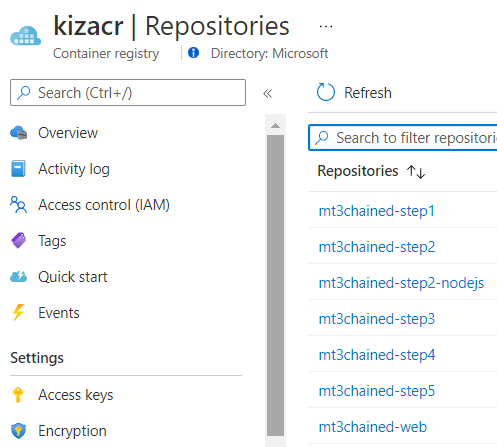 kizacr | Repositories ...
Container registry Directory: Microsoft
Search (Ctrl+/)
Overview
Activity log
Access control (IAM)
Tags
Quick start
Events
Settings
Access keys
Encryption
Refresh
Search to filter repositorie
Repositories
mt3chained-step1
mt3chained-step2
mt3chained-step2-nodejs
mt3chained-step3
mt3chained-step4
mt3chained-step5
mt3chained-web